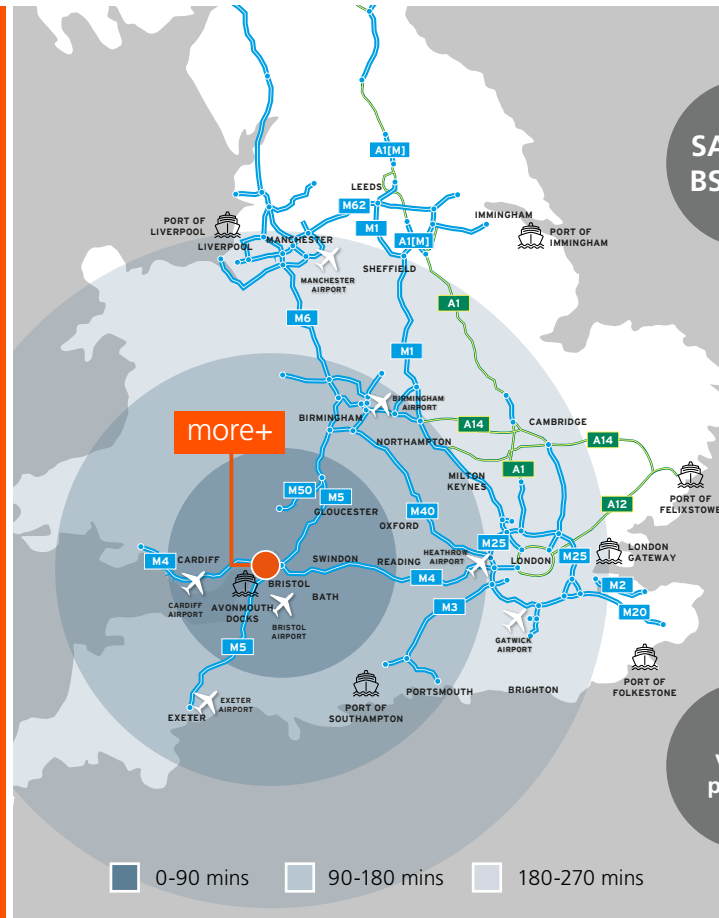 A1[M]
LEEDS
M62
PORT OF
LIVERPOOL
LIVERPOOL
MANCHESTER
M1
A1[M]
IMMINGHAM
PORT OF
IMMINGHAM
SHEFFIELD
MANCHESTER
AIRPORT
A1
M6
M1
BIRMINGHAM
AIRPORT
BIRMINGHAM
NORTHAMPTON
A14
CAMBRIDGE
A14
more+
MILTON
KEYNES
A1
M50
M5
GLOUCESTER
M40
OXFORD
A12
PORT OF
FELIXSTOWE
M25
M4
CARDIFF
SWINDON
READING
HEATHROW
AIRPORT
LONDON
M25
LONDON
GATEWAY
M4
BRISTOL
BATH
CARDIFF
AIRPORT
AVONMOUTH
DOCKS
BRISTOL
AIRPORT
M3
M2
M20
GATWICK
AIRPORT
M5
EXETER
AIRPORT
EXETER
PORT OF
SOUTHAMPTON
PORTSMOUTH
BRIGHTON
PORT OF
FOLKESTONE
SA
BS
p
0-90 mins
90-180 mins
180-270 mins